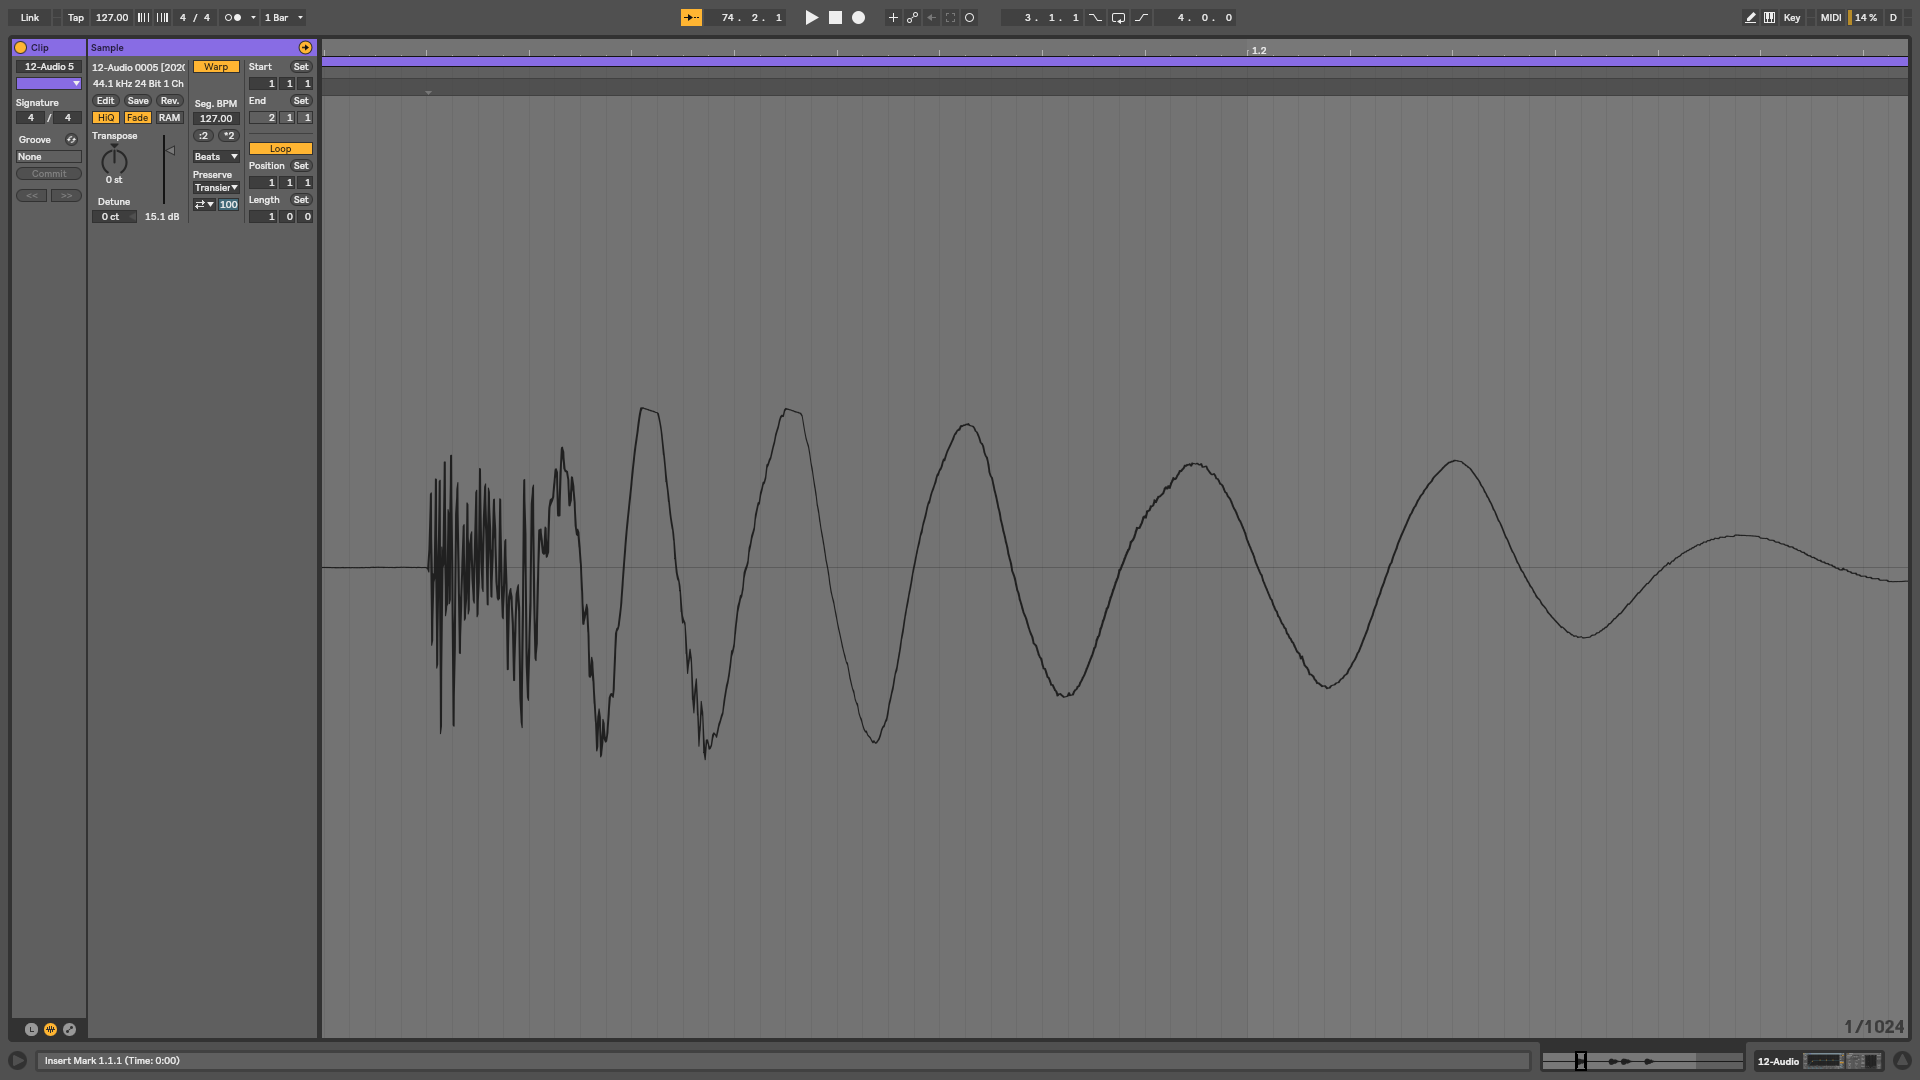 Link Tap 127.00 4 / 4 1 Bar 74. 2. 1 3. 1. 1 4. 0. 0 Key MIDI 14 % D
Clip
12-Audio 5
Signature
4 / 4
Groove
None
Commit
<< >>
Sample
12-Audio 0005 [202
44.1 kHz 24 Bit 1 Ch
Edit Save Rev.
HiQ Fade RAM
Transpose
0 st
Detune
0 ct 15.1 dB
Warp
Seg. BPM
127.00
:2 *2
Beats
Preserve
Transier
100
Start Set
1 1 1
End Set
2 1 1
Loop
Position Set
1 1 1
Length Set
1 0 0
1.2
1/1024
L
Insert Mark 1.1.1 (Time: 0:00)
12-Audio